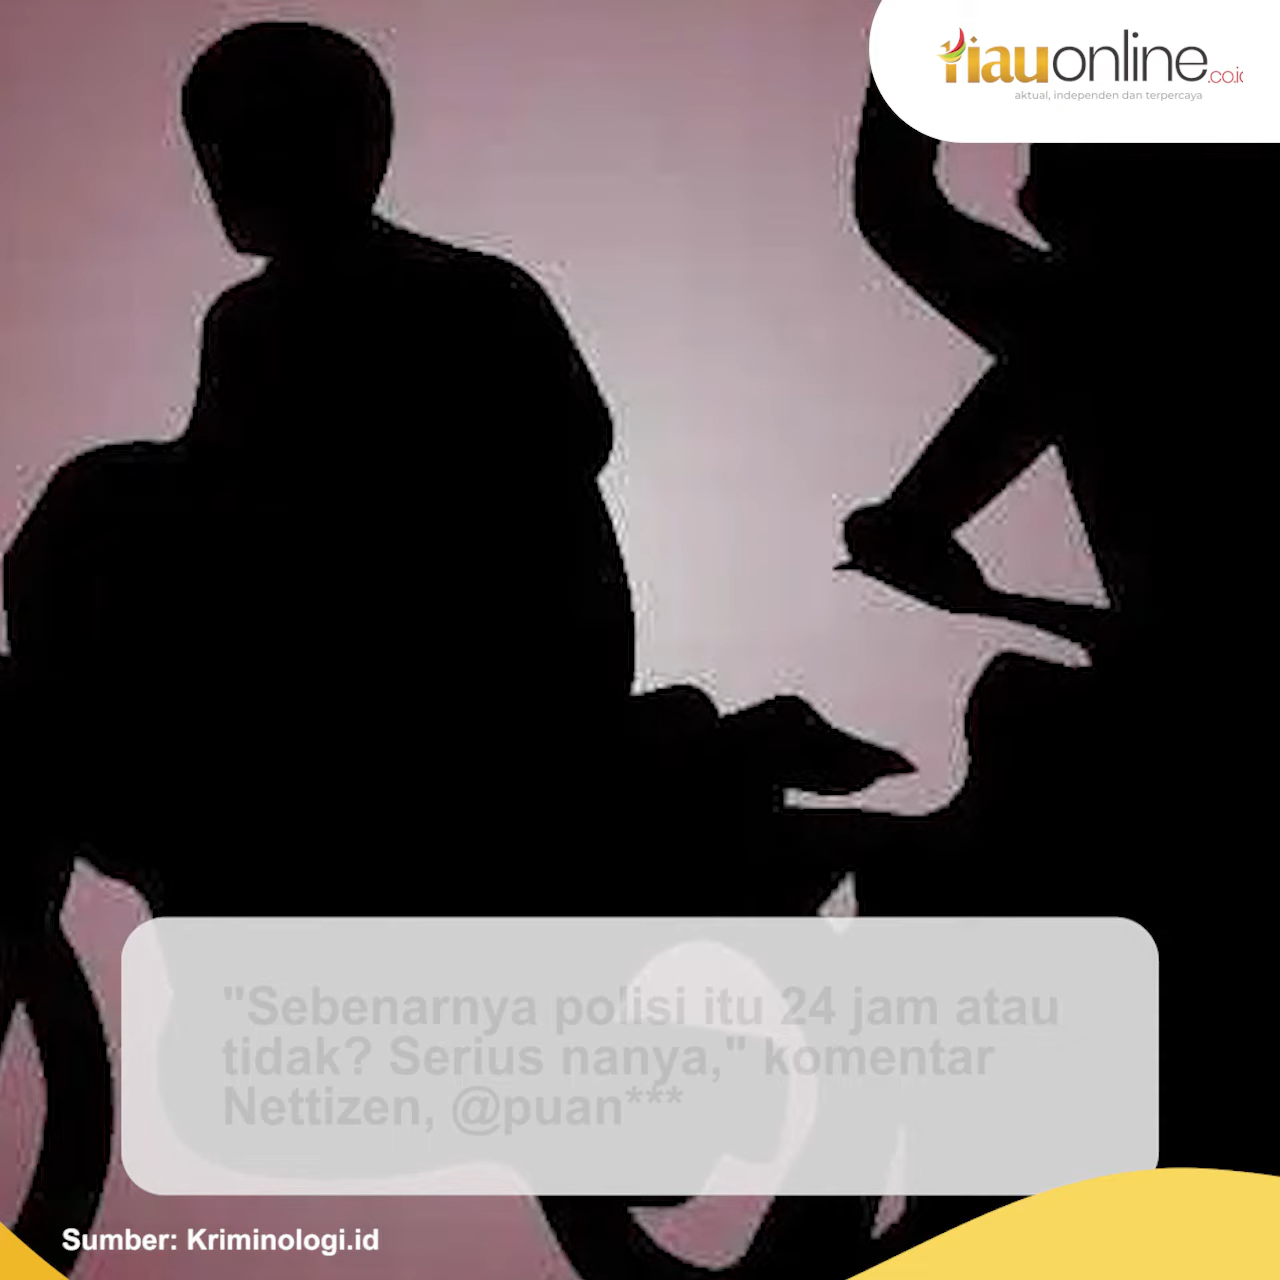 riauonline.co.id
aktual, independen dan terpercaya
"Sebenarnya polisi itu 24 jam atau
tidak? Serius nanya," komentar
Nettizen, @puan***
Sumber: Kriminologi.id